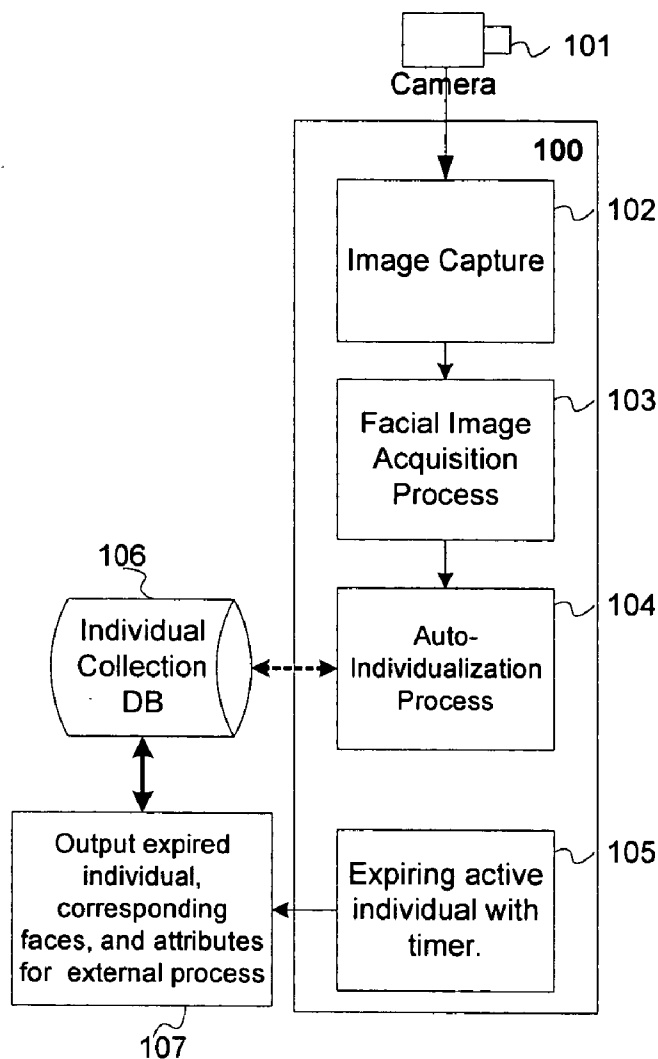 101
Camera
100
102
Image Capture
103
Facial Image
Acquisition
Process
106
104
Individual
Collection
DB
Auto-
Individualization
Process
105
Output expired
individual,
corresponding
faces, and attributes
for external process
Expiring active
individual with
timer.
107